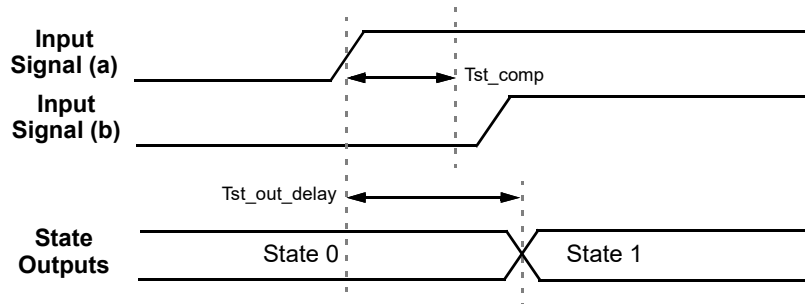 Input
Signal (a)
Tst_comp
Input
Signal (b)
Tst_out_delay
State
Outputs
State 0
State 1